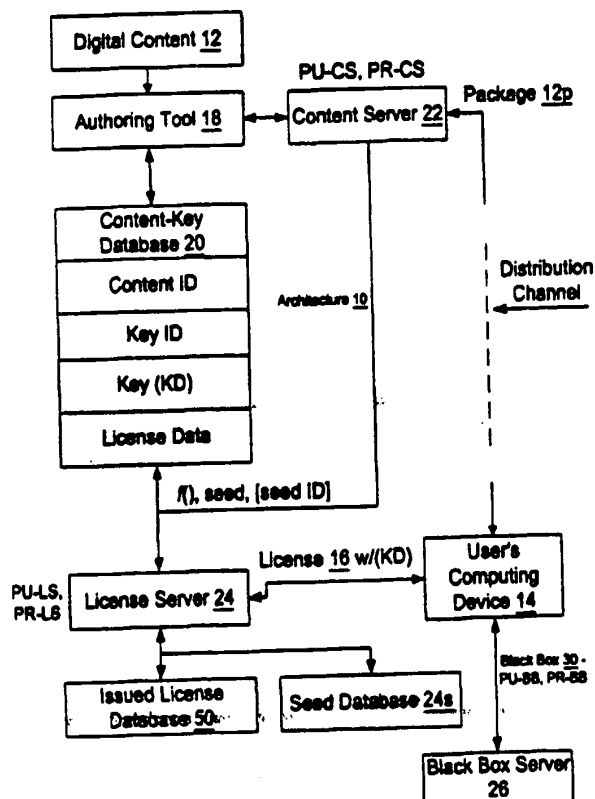 Digital Content 12
PU-CS, PR-CS
Authoring Tool 18
Content Server 22
Package 12p
Content-Key
Database 20
Content ID
Key ID
Key (KD)
License Data
Architecture 10
Distribution
Channel
f(), seed, [seed ID]
License 16 w/(KD)
PU-LS,
PR-LS
License Server 24
User's
Computing
Device 14
Black Box 30 -
PU-BB, PR-BB
Issued License
Database 50
Seed Database 24s
Black Box Server
26